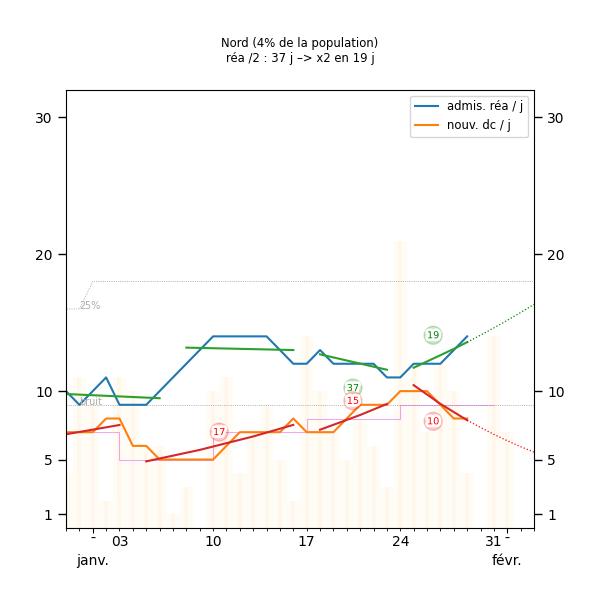 Nord (4% de la population)
réa /2 : 37 j –> x2 en 19 j
admis. réa / j
nouv. dc / j
30 30
20 20
25%
19
37
10 bruit 15 10
17 10
5 5
1 1
- 03 10 17 24 31 -
janv. févr.